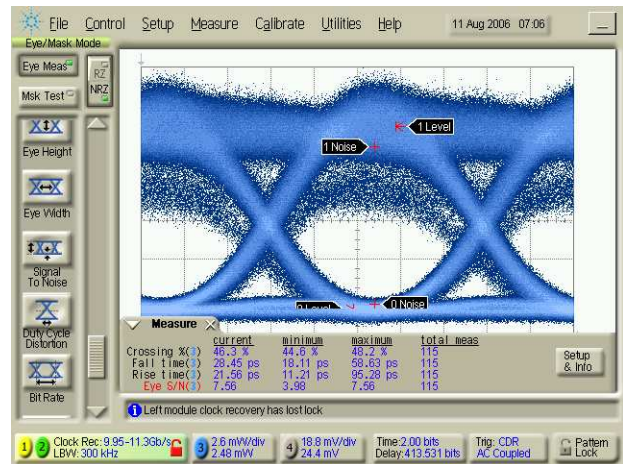 File Control Setup Measure Calibrate Utilities Help 11 Aug 2006 07:06
Eye/Mask Mode
Eye Meas
RZ
NRZ
Msk Test
Eye Height
Eye Width
Signal
To Noise
Duty Cycle
Distortion
Bit Rate
1 Level
1 Noise
0 Level
0 Noise
Measure
current minimum maximum total meas
Crossing %(3) 46.3 % 44.6 % 48.2 % 115
Fall time(3) 28.45 ps 18.11 ps 58.63 ps 115
Rise time(3) 21.56 ps 11.21 ps 95.28 ps 115
Eye S/N(3) 7.56 3.98 7.56 115
Setup
& Info
Left module clock recovery has lost lock
1 2 Clock Rec: 9.95-11.3Gb/s
LBW: 300 kHz
3 2.6 mW/div
2.48 mW
4 18.8 mV/div
24.4 mV
Time:2.00 bits
Delay:413.531 bits
Trig: CDR
AC Coupled
Pattern
Lock